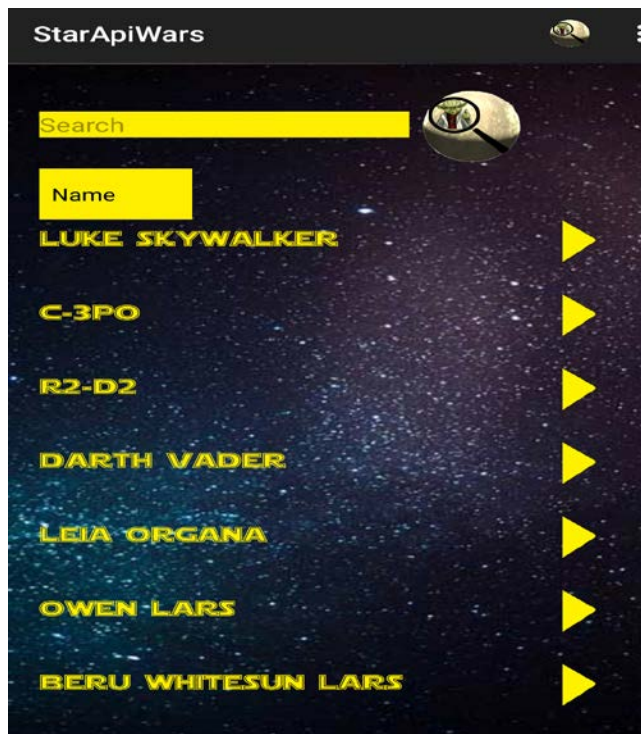 StarApiWars
Search
Name
LUKE SKYWALKER
C-3PO
R2-D2
DARTH VADER
LEIA ORGANA
OWEN LARS
BERU WHITESUN LARS